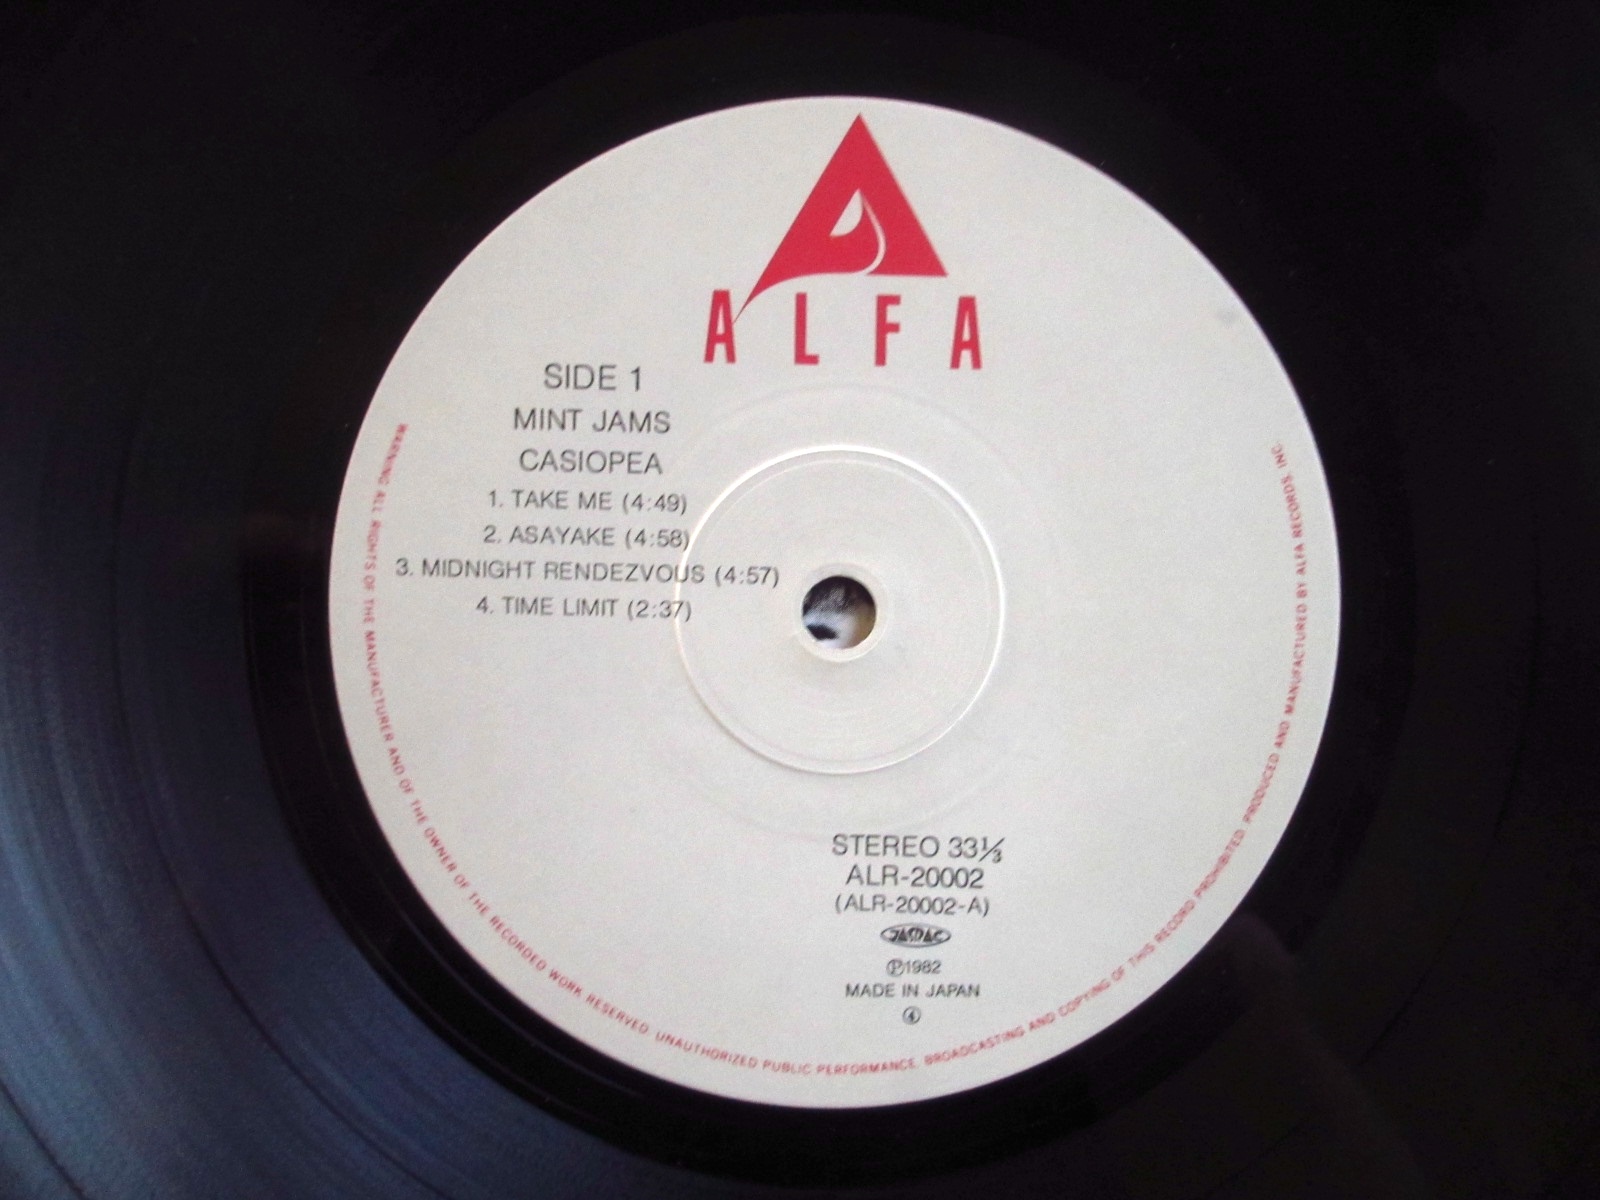 ALFA
SIDE 1
MINT JAMS
CASIOPEA
1. TAKE ME (4:49)
2. ASAYAKE (4:58)
3. MIDNIGHT RENDEZVOUS (4:57)
4. TIME LIMIT (2:37)
STEREO 33⅓
ALR-20002
(ALR-20002-A)
JASRAC
℗1982
MADE IN JAPAN
④
WARNING ALL RIGHTS OF THE MANUFACTURER AND OF THE OWNER OF THE RECORDED WORK RESERVED. UNAUTHORIZED PUBLIC PERFORMANCE. BROADCASTING AND COPYING OF THIS RECORD PROHIBITED. PRODUCED AND MANUFACTURED BY ALFA RECORDS, INC.